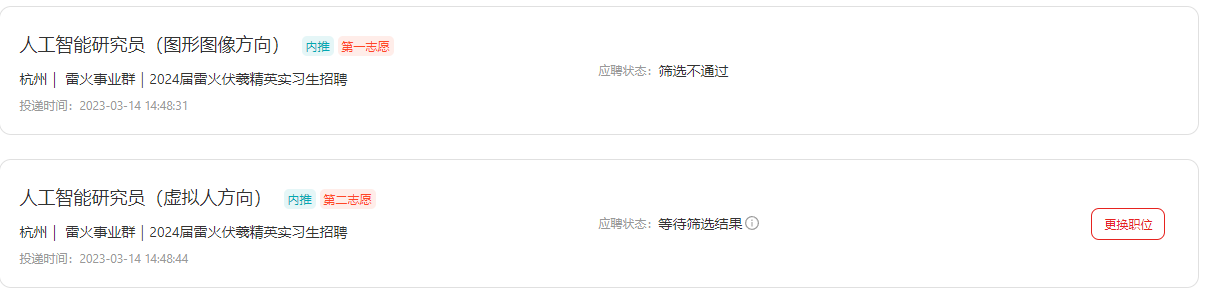 人工智能研究员（图形图像方向） 内推 第一志愿
杭州 | 雷火事业群 | 2024届雷火伏羲精英实习生招聘
应聘状态：筛选不通过
投递时间：2023-03-14 14:48:31
人工智能研究员（虚拟人方向） 内推 第二志愿
杭州 | 雷火事业群 | 2024届雷火伏羲精英实习生招聘
应聘状态：等待筛选结果
更换职位
投递时间：2023-03-14 14:48:44